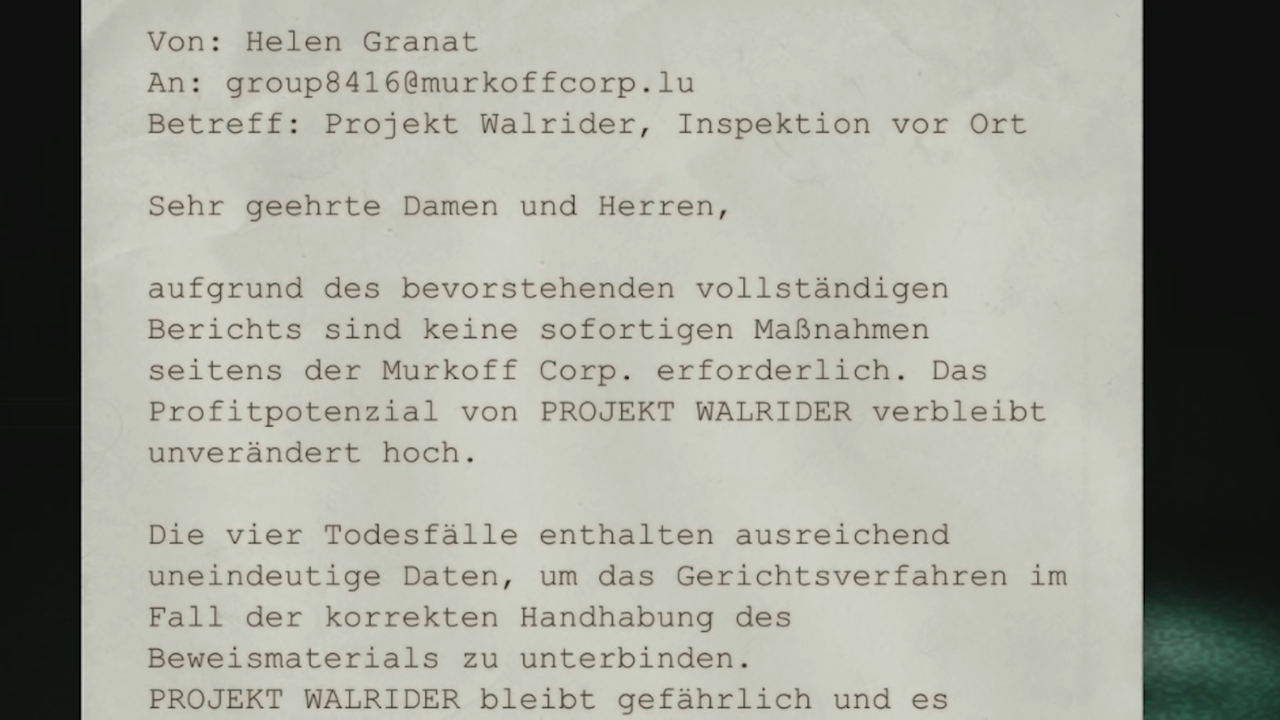 Von: Helen Granat
An: group8416@murkoffcorp.lu
Betreff: Projekt Walrider, Inspektion vor Ort
Sehr geehrte Damen und Herren,
aufgrund des bevorstehenden vollständigen
Berichts sind keine sofortigen Maßnahmen
seitens der Murkoff Corp. erforderlich. Das
Profitpotenzial von PROJEKT WALRIDER verbleibt
unverändert hoch.
Die vier Todesfälle enthalten ausreichend
uneindeutige Daten, um das Gerichtsverfahren im
Fall der korrekten Handhabung des
Beweismaterials zu unterbinden.
PROJEKT WALRIDER bleibt gefährlich und es